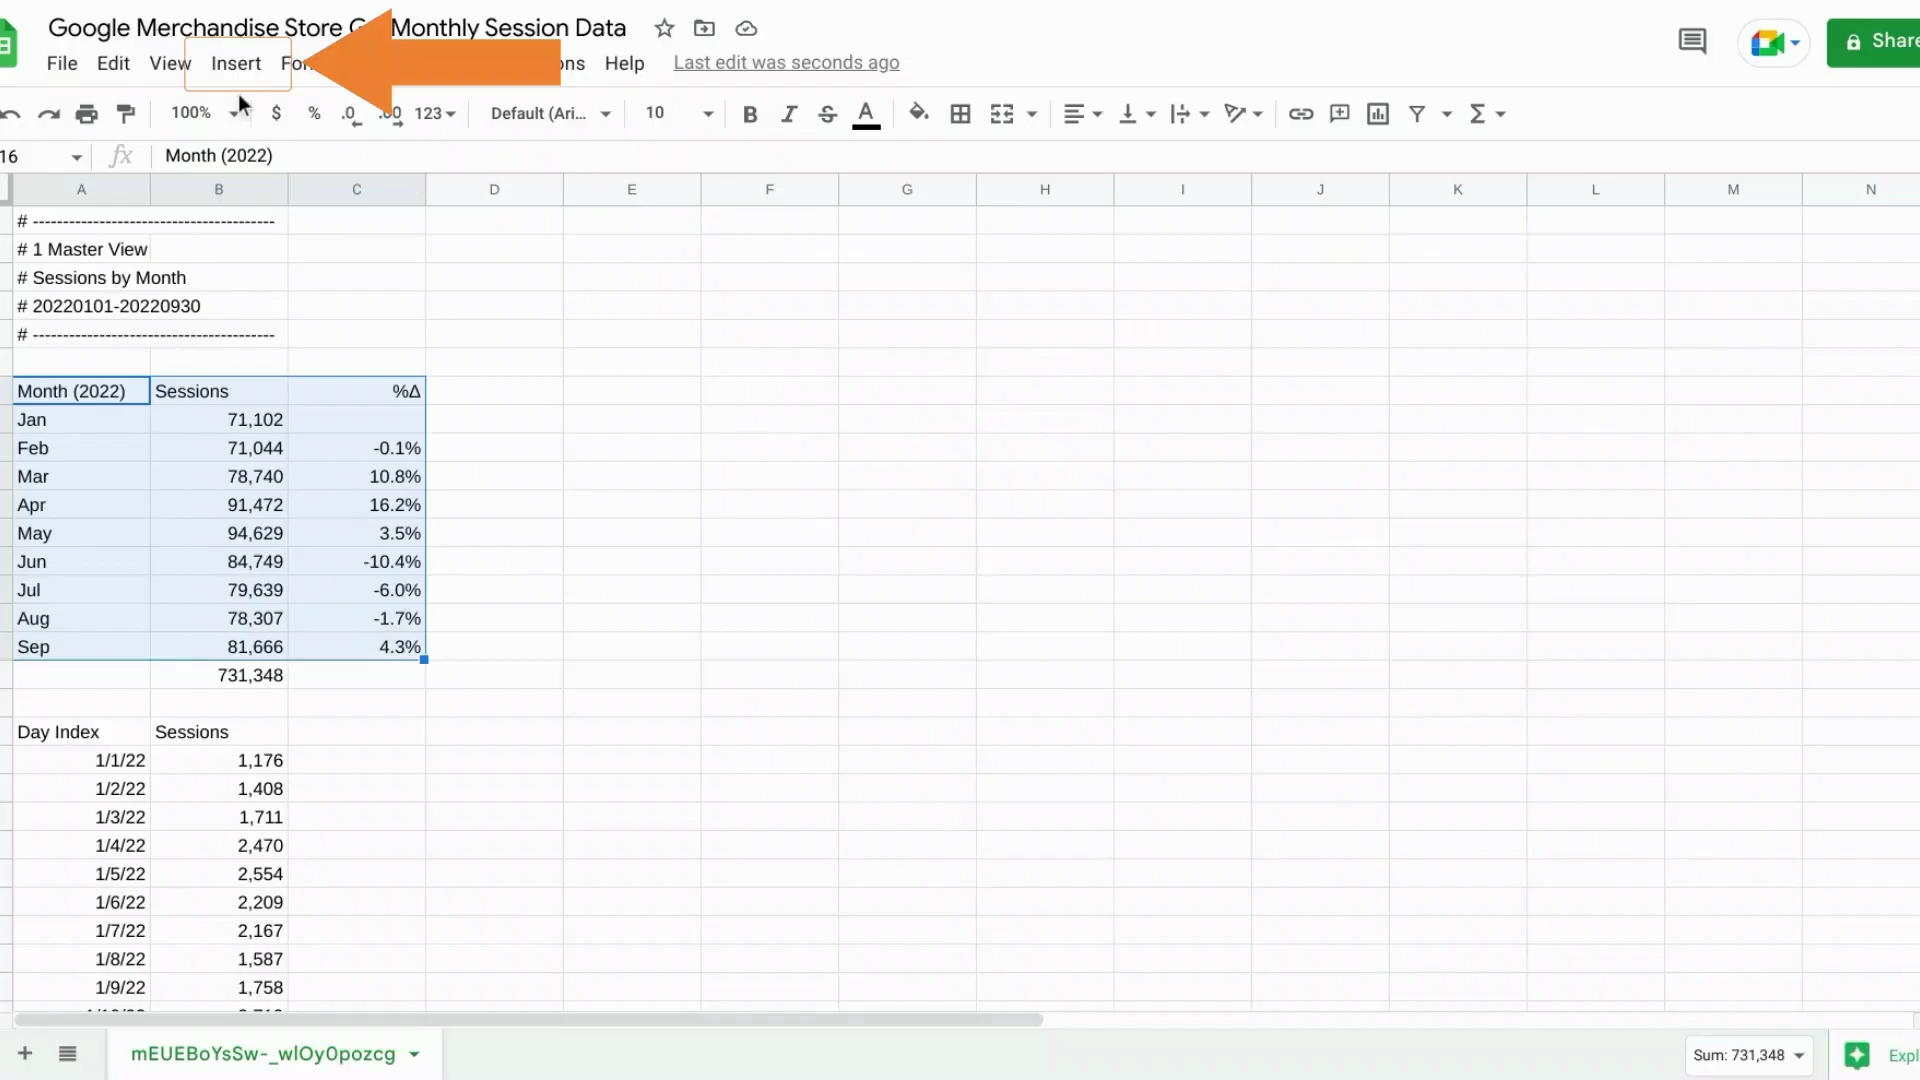 Google Merchandise Store G Monthly Session Data
File Edit View Insert For ons Help Last edit was seconds ago
Share
100% $ % .0 .00 123 Default (Ari... 10 B I S A Σ
16 fx Month (2022)
A B C D E F G H I J K L M N
# ----------------------------------------
# 1 Master View
# Sessions by Month
# 20220101-20220930
# ----------------------------------------
Month (2022) Sessions %Δ
Jan 71,102
Feb 71,044 -0.1%
Mar 78,740 10.8%
Apr 91,472 16.2%
May 94,629 3.5%
Jun 84,749 -10.4%
Jul 79,639 -6.0%
Aug 78,307 -1.7%
Sep 81,666 4.3%
731,348
Day Index Sessions
1/1/22 1,176
1/2/22 1,408
1/3/22 1,711
1/4/22 2,470
1/5/22 2,554
1/6/22 2,209
1/7/22 2,167
1/8/22 1,587
1/9/22 1,758
mEUEBoYsSw-_wlOy0pozcg
Sum: 731,348
Expl